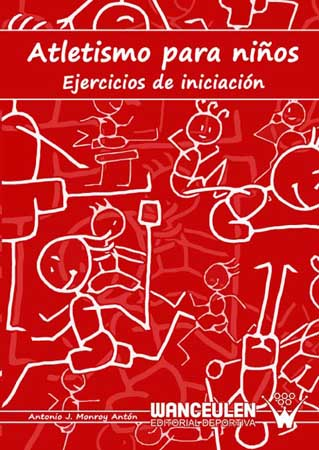 Atletismo para niños
Ejercicios de iniciación
Antonio J. Monroy Antón
WANCEULEN
EDITORIAL DEPORTIVA